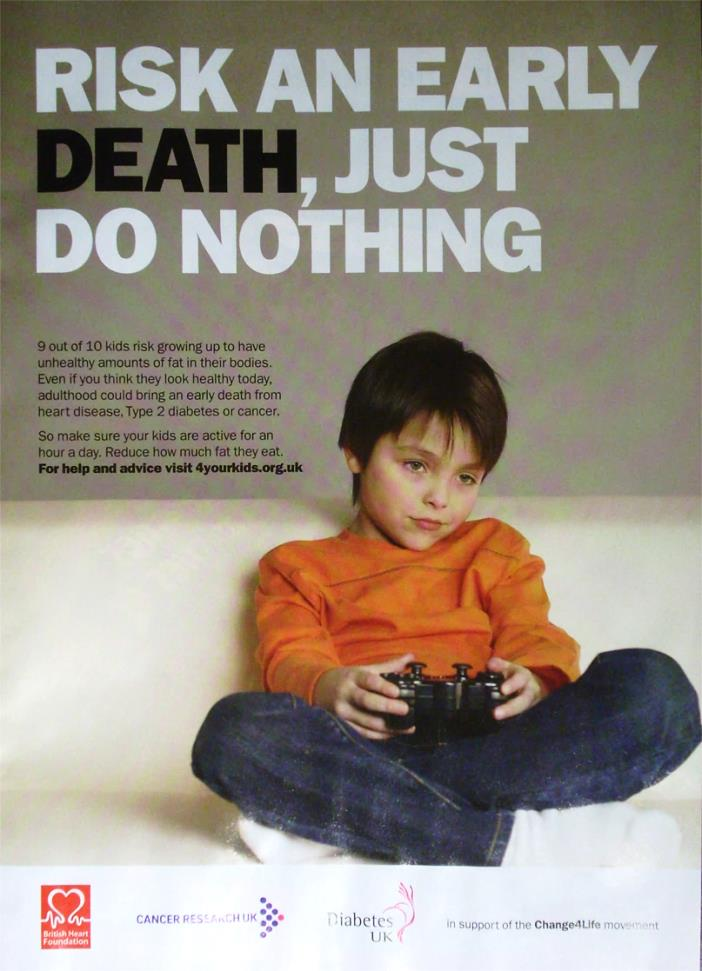 RISK AN EARLY
DEATH, JUST
DO NOTHING
9 out of 10 kids risk growing up to have
unhealthy amounts of fat in their bodies.
Even if you think they look healthy today,
adulthood could bring an early death from
heart disease, Type 2 diabetes or cancer.
So make sure your kids are active for an
hour a day. Reduce how much fat they eat.
For help and advice visit 4yourkids.org.uk
British Heart
Foundation
CANCER RESEARCH UK
Diabetes
UK
in support of the Change4Life movement